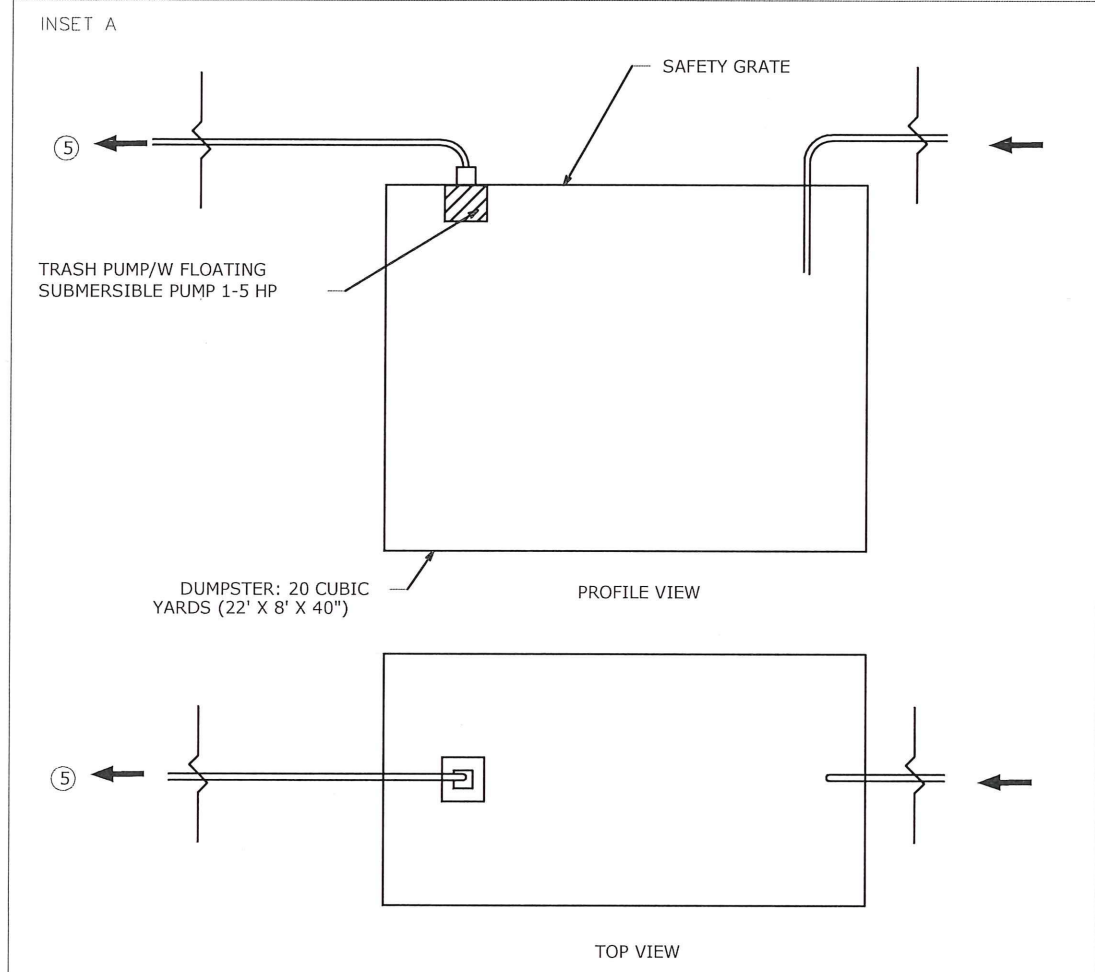 INSET A
SAFETY GRATE
5
TRASH PUMP/W FLOATING
SUBMERSIBLE PUMP 1-5 HP
DUMPSTER: 20 CUBIC
YARDS (22' X 8' X 40")
PROFILE VIEW
5
TOP VIEW